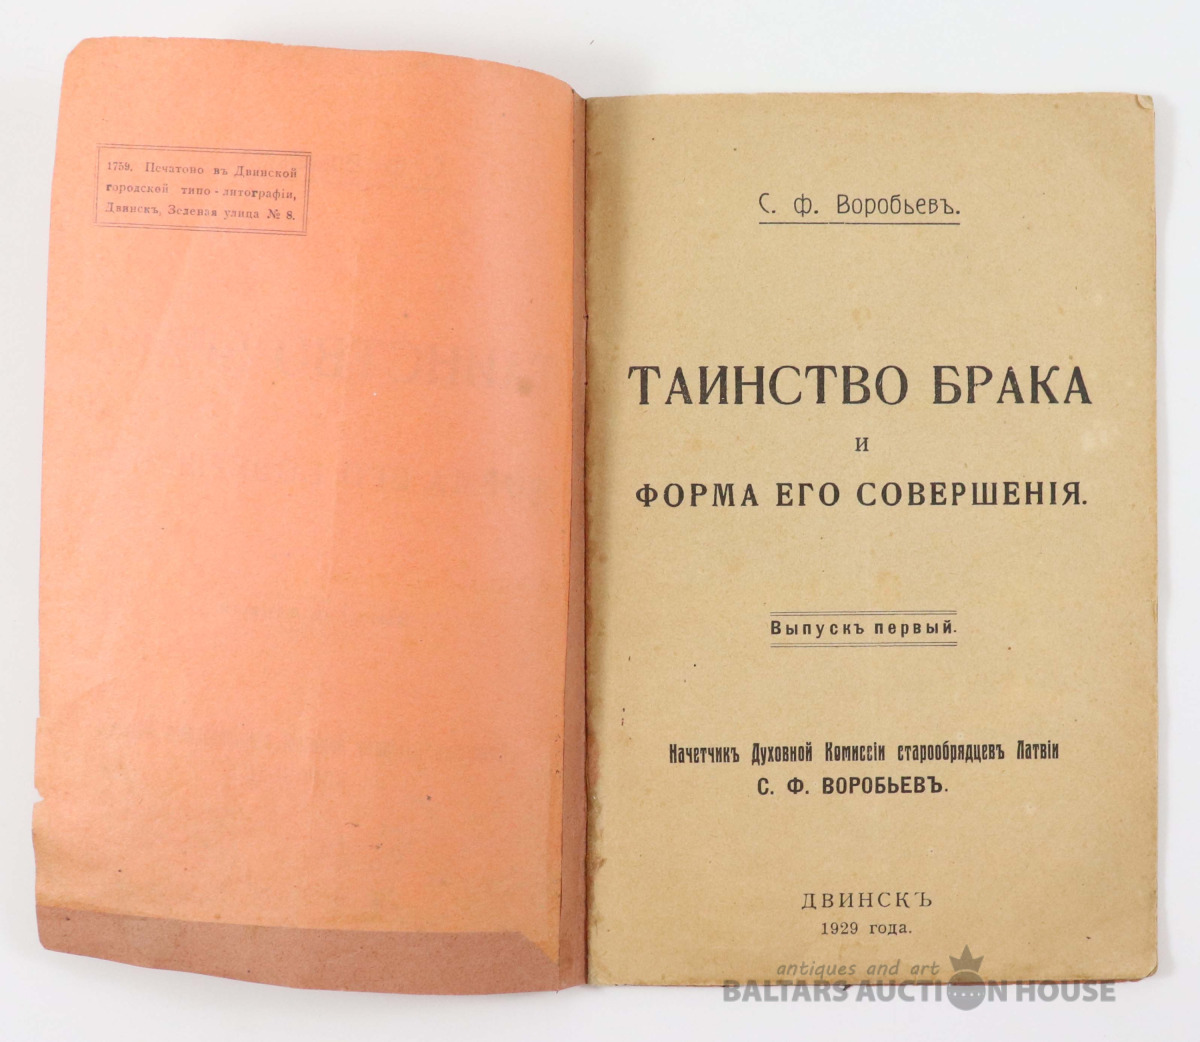 1759. Печатоно въ Двинской
городской типо-литографіи,
Двинскъ, Зеленая улица № 8.
С. Ф. Воробьевъ.
ТАИНСТВО БРАКА
И
ФОРМА ЕГО СОВЕРШЕНІЯ.
Выпускъ первый.
Начетчикъ Духовной Комиссіи старообрядцевъ Латвіи
С. Ф. ВОРОБЬЕВЪ.
ДВИНСКЪ
1929 года.
antiques and art
BALTARS AUCTION HOUSE